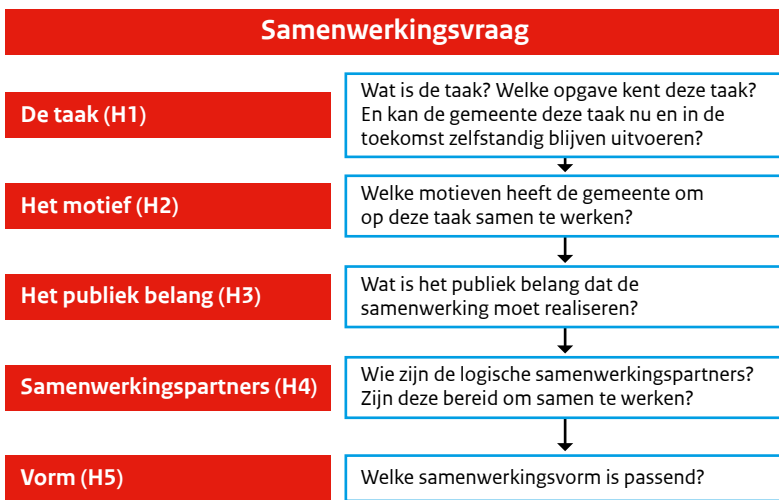 Samenwerkingsvraag
De taak (H1)
Wat is de taak? Welke opgave kent deze taak?
En kan de gemeente deze taak nu en in de
toekomst zelfstandig blijven uitvoeren?
Het motief (H2)
Welke motieven heeft de gemeente om
op deze taak samen te werken?
Het publiek belang (H3)
Wat is het publiek belang dat de
samenwerking moet realiseren?
Samenwerkingspartners (H4)
Wie zijn de logische samenwerkingspartners?
Zijn deze bereid om samen te werken?
Vorm (H5)
Welke samenwerkingsvorm is passend?